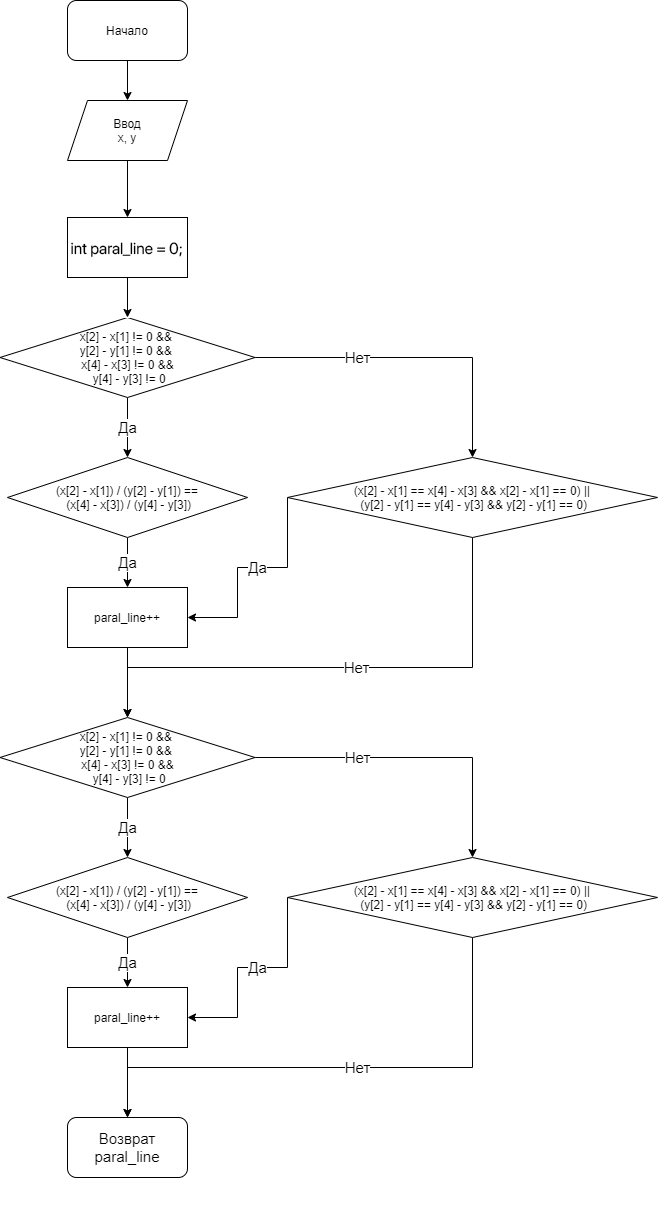 Начало
Ввод
x, y
int paral_line = 0;
x[2] - x[1] != 0 &&
y[2] - y[1] != 0 &&
x[4] - x[3] != 0 &&
y[4] - y[3] != 0
Нет
Да
(x[2] - x[1]) / (y[2] - y[1]) ==
(x[4] - x[3]) / (y[4] - y[3])
(x[2] - x[1] == x[4] - x[3] && x[2] - x[1] == 0) ||
(y[2] - y[1] == y[4] - y[3] && y[2] - y[1] == 0)
Да
Да
paral_line++
Нет
x[2] - x[1] != 0 &&
y[2] - y[1] != 0 &&
x[4] - x[3] != 0 &&
y[4] - y[3] != 0
Нет
Да
(x[2] - x[1]) / (y[2] - y[1]) ==
(x[4] - x[3]) / (y[4] - y[3])
(x[2] - x[1] == x[4] - x[3] && x[2] - x[1] == 0) ||
(y[2] - y[1] == y[4] - y[3] && y[2] - y[1] == 0)
Да
Да
paral_line++
Нет
Возврат
paral_line